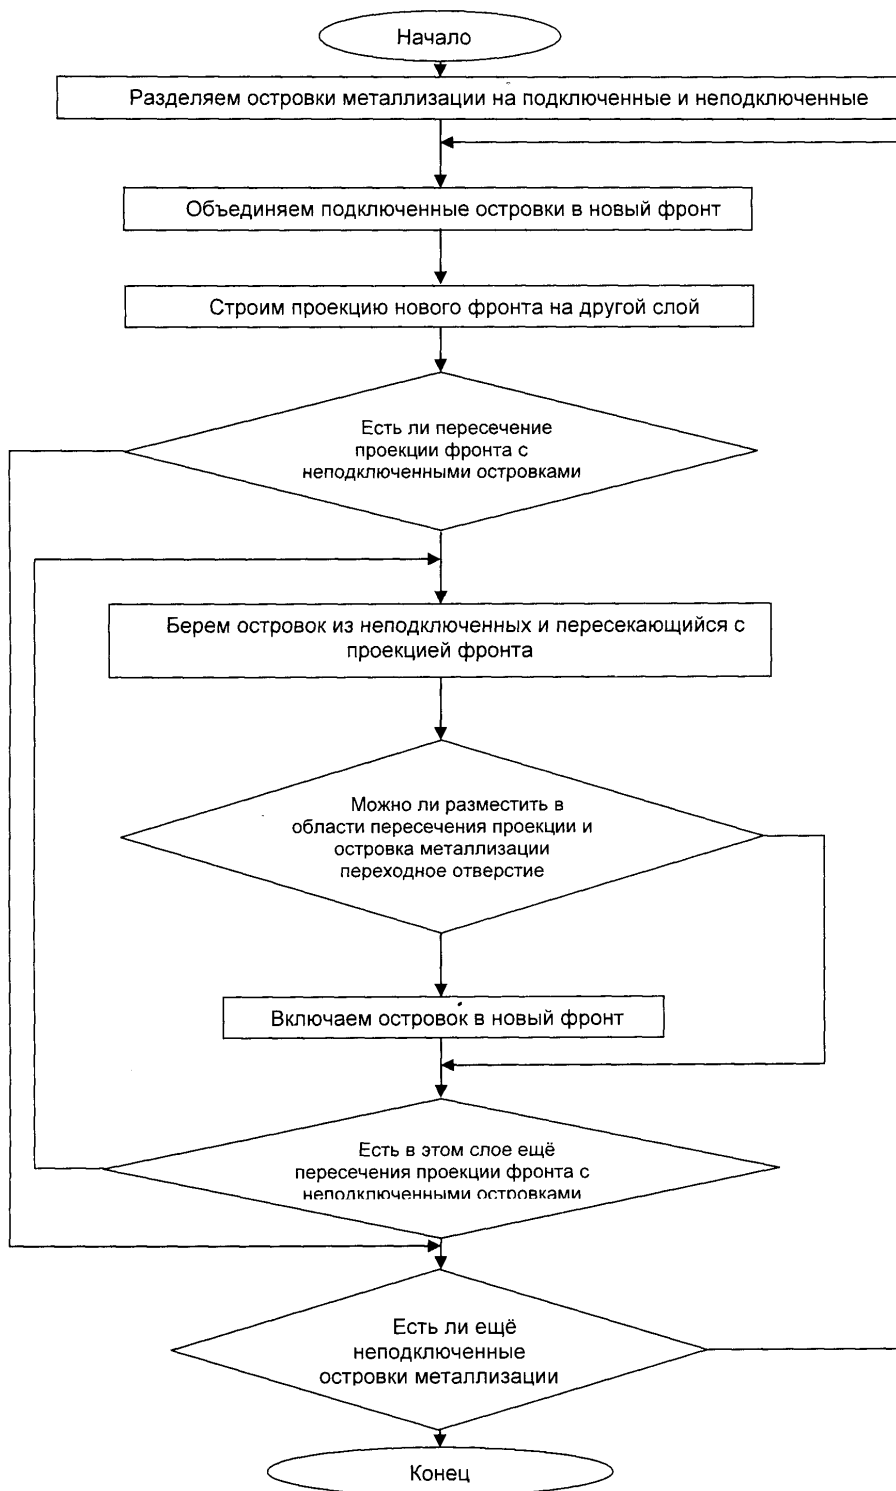 Начало
Разделяем островки металлизации на подключенные и неподключенные
Объединяем подключенные островки в новый фронт
Строим проекцию нового фронта на другой слой
Есть ли пересечение
проекции фронта с
неподключенными островками
Берем островок из неподключенных и пересекающийся с
проекцией фронта
Можно ли разместить в
области пересечения проекции и
островка металлизации
переходное отверстие
Включаем островок в новый фронт
Есть в этом слое ещё
пересечения проекции фронта с
неподключенными островками
Есть ли ещё
неподключенные
островки металлизации
Конец